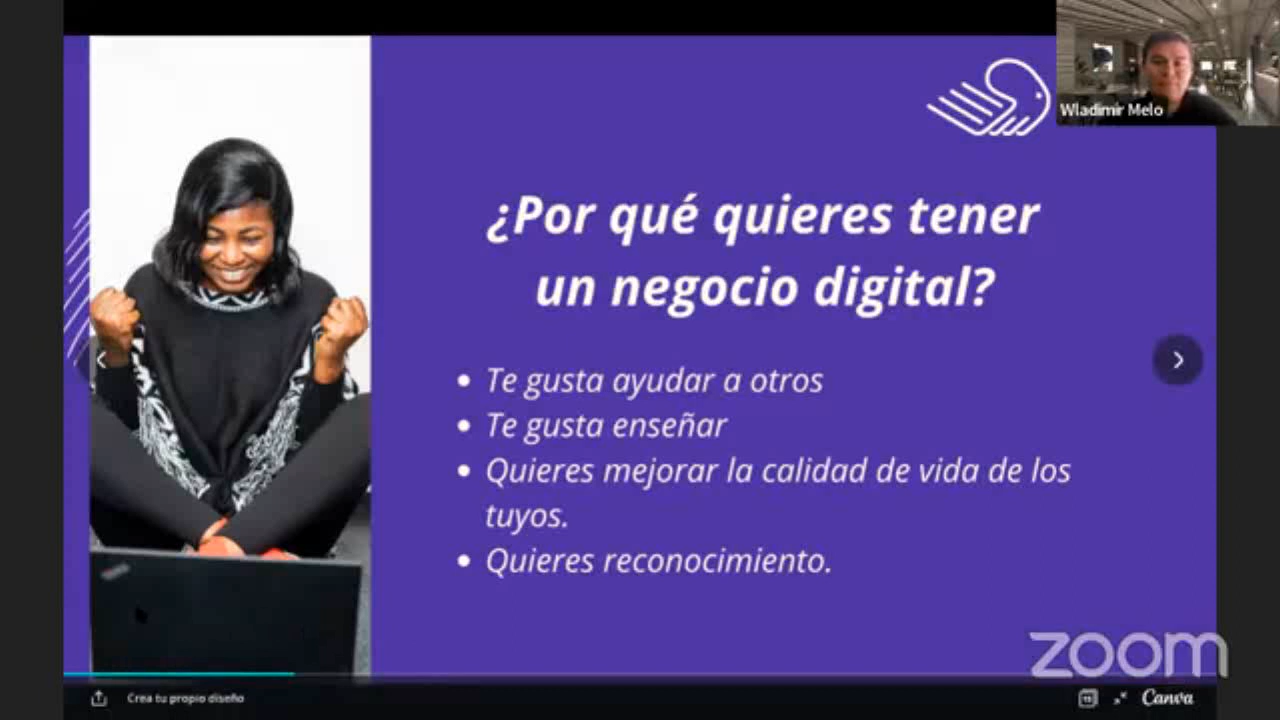 Wladimir Melo
¿Por qué quieres tener
un negocio digital?
• Te gusta ayudar a otros
• Te gusta enseñar
• Quieres mejorar la calidad de vida de los
tuyos.
• Quieres reconocimiento.
zoom
Crea tu propio diseño
Canva